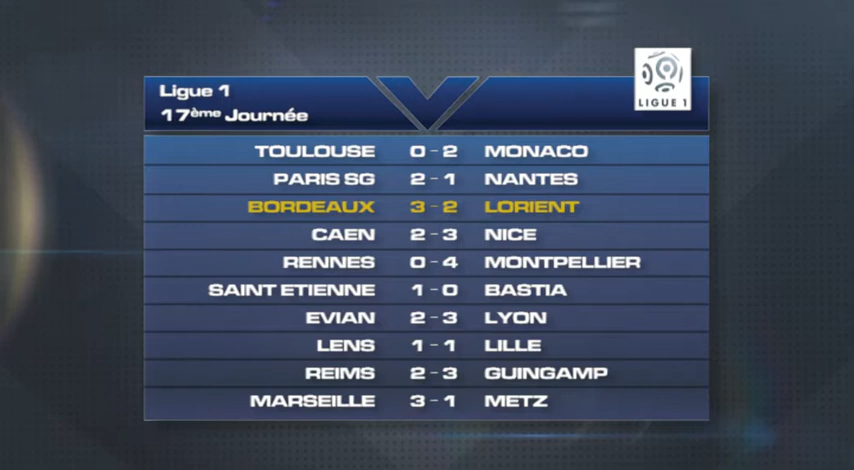 Ligue 1
17ème Journée
LIGUE 1
TOULOUSE 0 - 2 MONACO
PARIS SG 2 - 1 NANTES
BORDEAUX 3 - 2 LORIENT
CAEN 2 - 3 NICE
RENNES 0 - 4 MONTPELLIER
SAINT ETIENNE 1 - 0 BASTIA
EVIAN 2 - 3 LYON
LENS 1 - 1 LILLE
REIMS 2 - 3 GUINGAMP
MARSEILLE 3 - 1 METZ